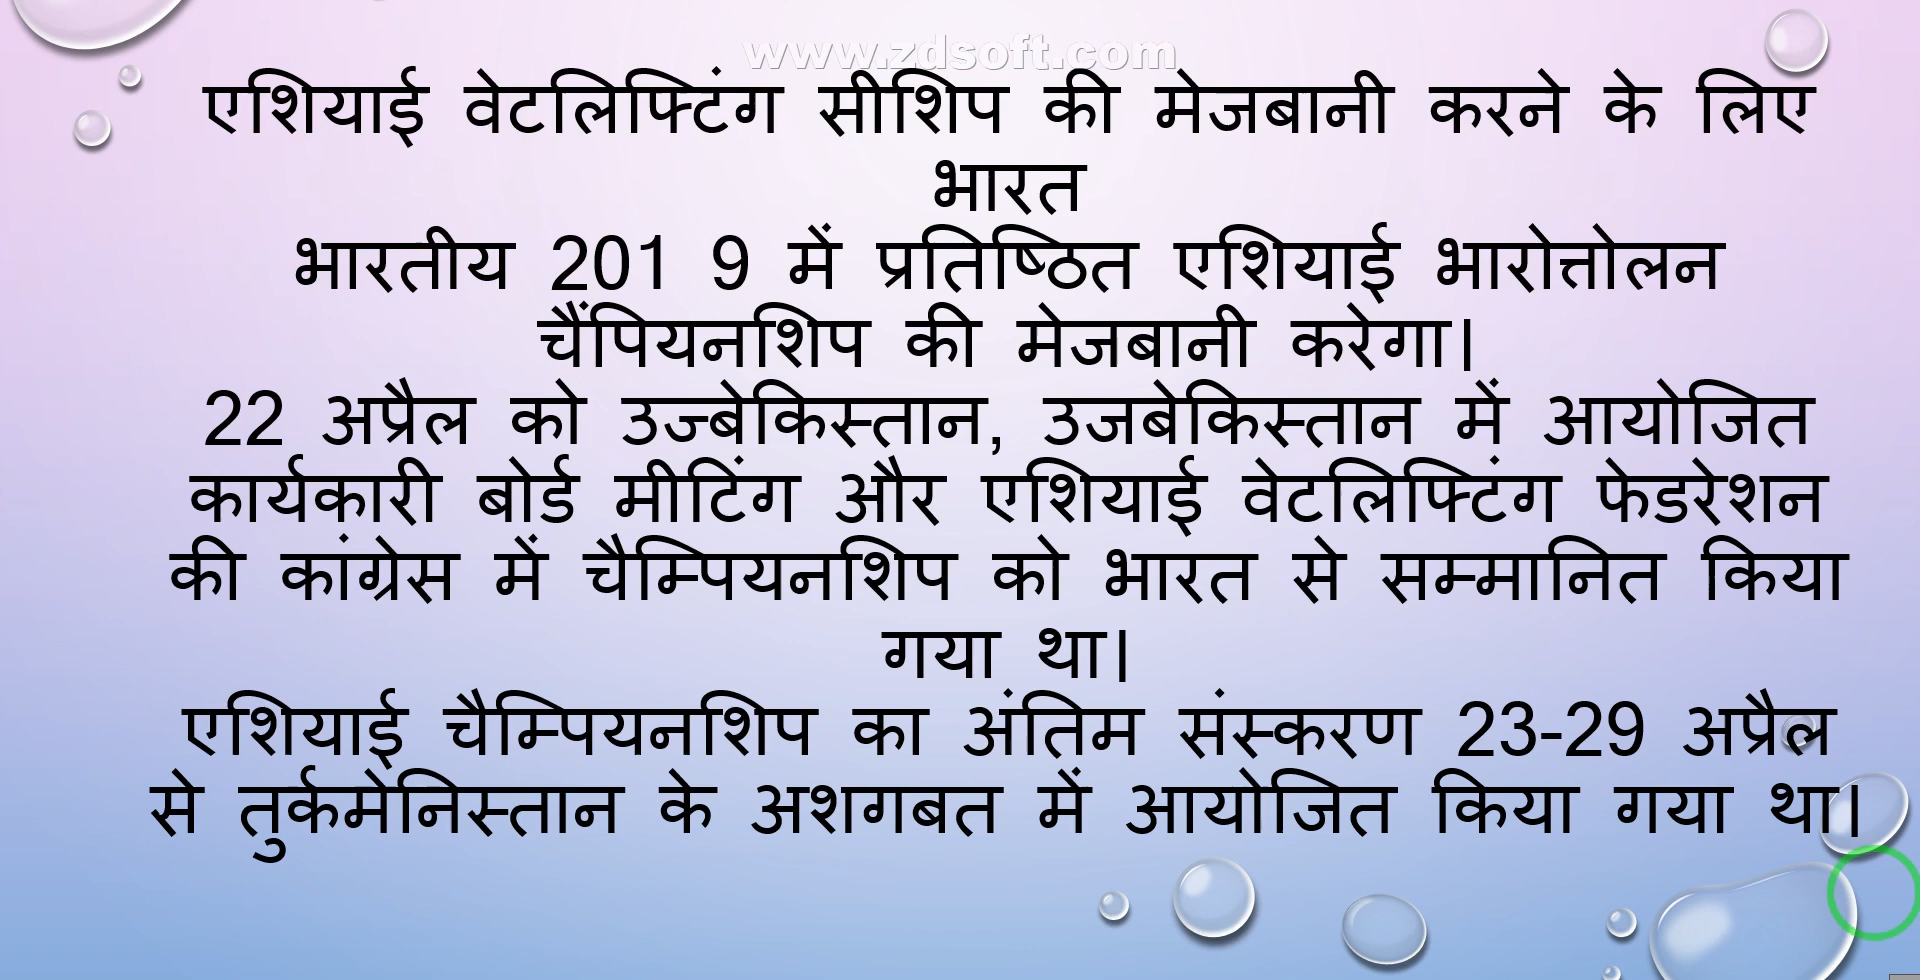 www.zdsoft.com
एशियाई वेटलिफ्टिंग सीशिप की मेजबानी करने के लिए
भारत
भारतीय 201 9 में प्रतिष्ठित एशियाई भारोत्तोलन
चैंपियनशिप की मेजबानी करेगा।
22 अप्रैल को उज्बेकिस्तान, उजबेकिस्तान में आयोजित
कार्यकारी बोर्ड मीटिंग और एशियाई वेटलिफ्टिंग फेडरेशन
की कांग्रेस में चैम्पियनशिप को भारत से सम्मानित किया
गया था।
एशियाई चैम्पियनशिप का अंतिम संस्करण 23-29 अप्रैल
से तुर्कमेनिस्तान के अशगबत में आयोजित किया गया था।